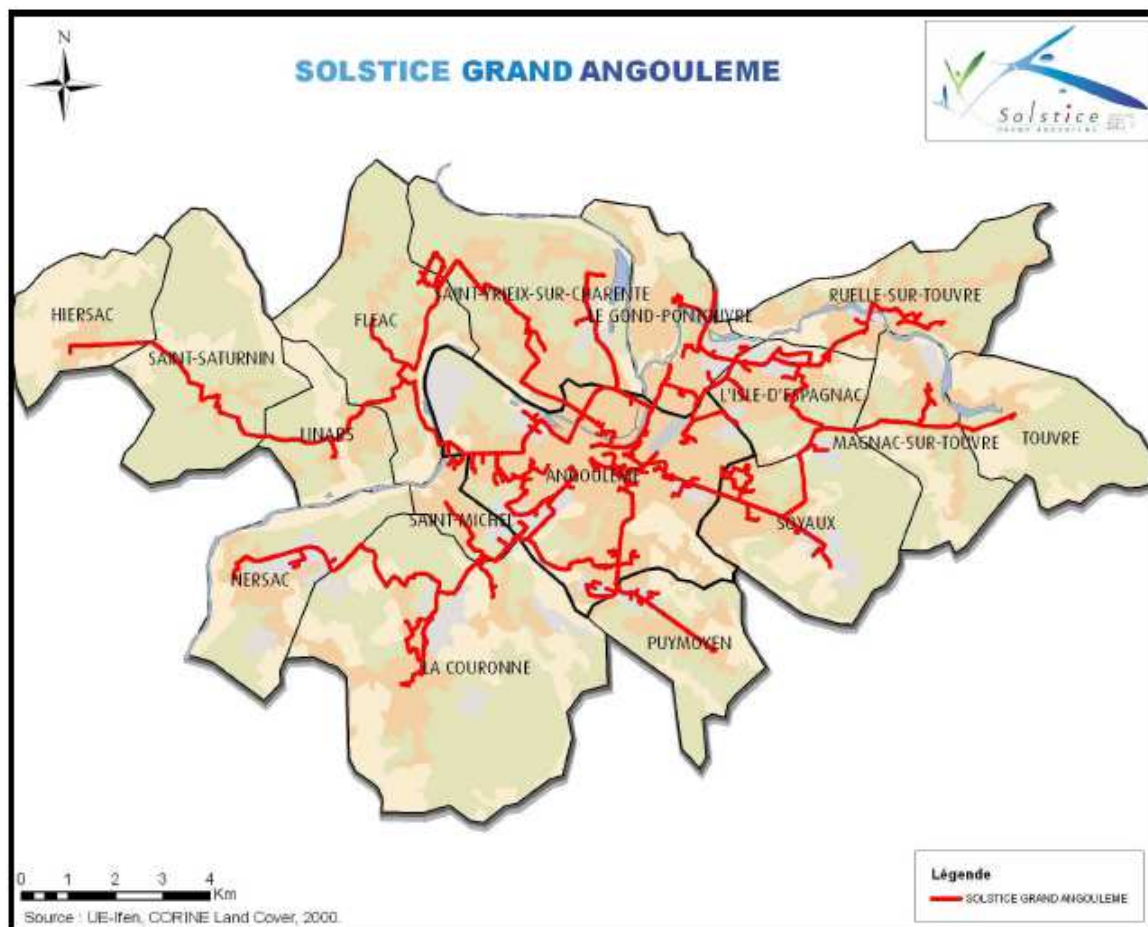 N
SOLSTICE GRAND ANGOULEME
Solstice
GRAND ANGOULEME
SAINT-YRIEIX-SUR-CHARENTE
RUELLE-SUR-TOUVRE
HIERSAC
FLEAC
LE GOND-PONTOUVRE
SAINT-SATURNIN
L'ISLE-D'ESPAGNAC
LINARS
MAGNAC-SUR-TOUVRE
TOUVRE
ANGOULEME
SAINT-MICHEL
SOYAUX
NERSAC
PUYMOYEN
LA COURONNE
0 1 2 3 4
Km
Source : UE-Ifen, CORINE Land Cover, 2000.
Légende
SOLSTICE GRAND ANGOULEME